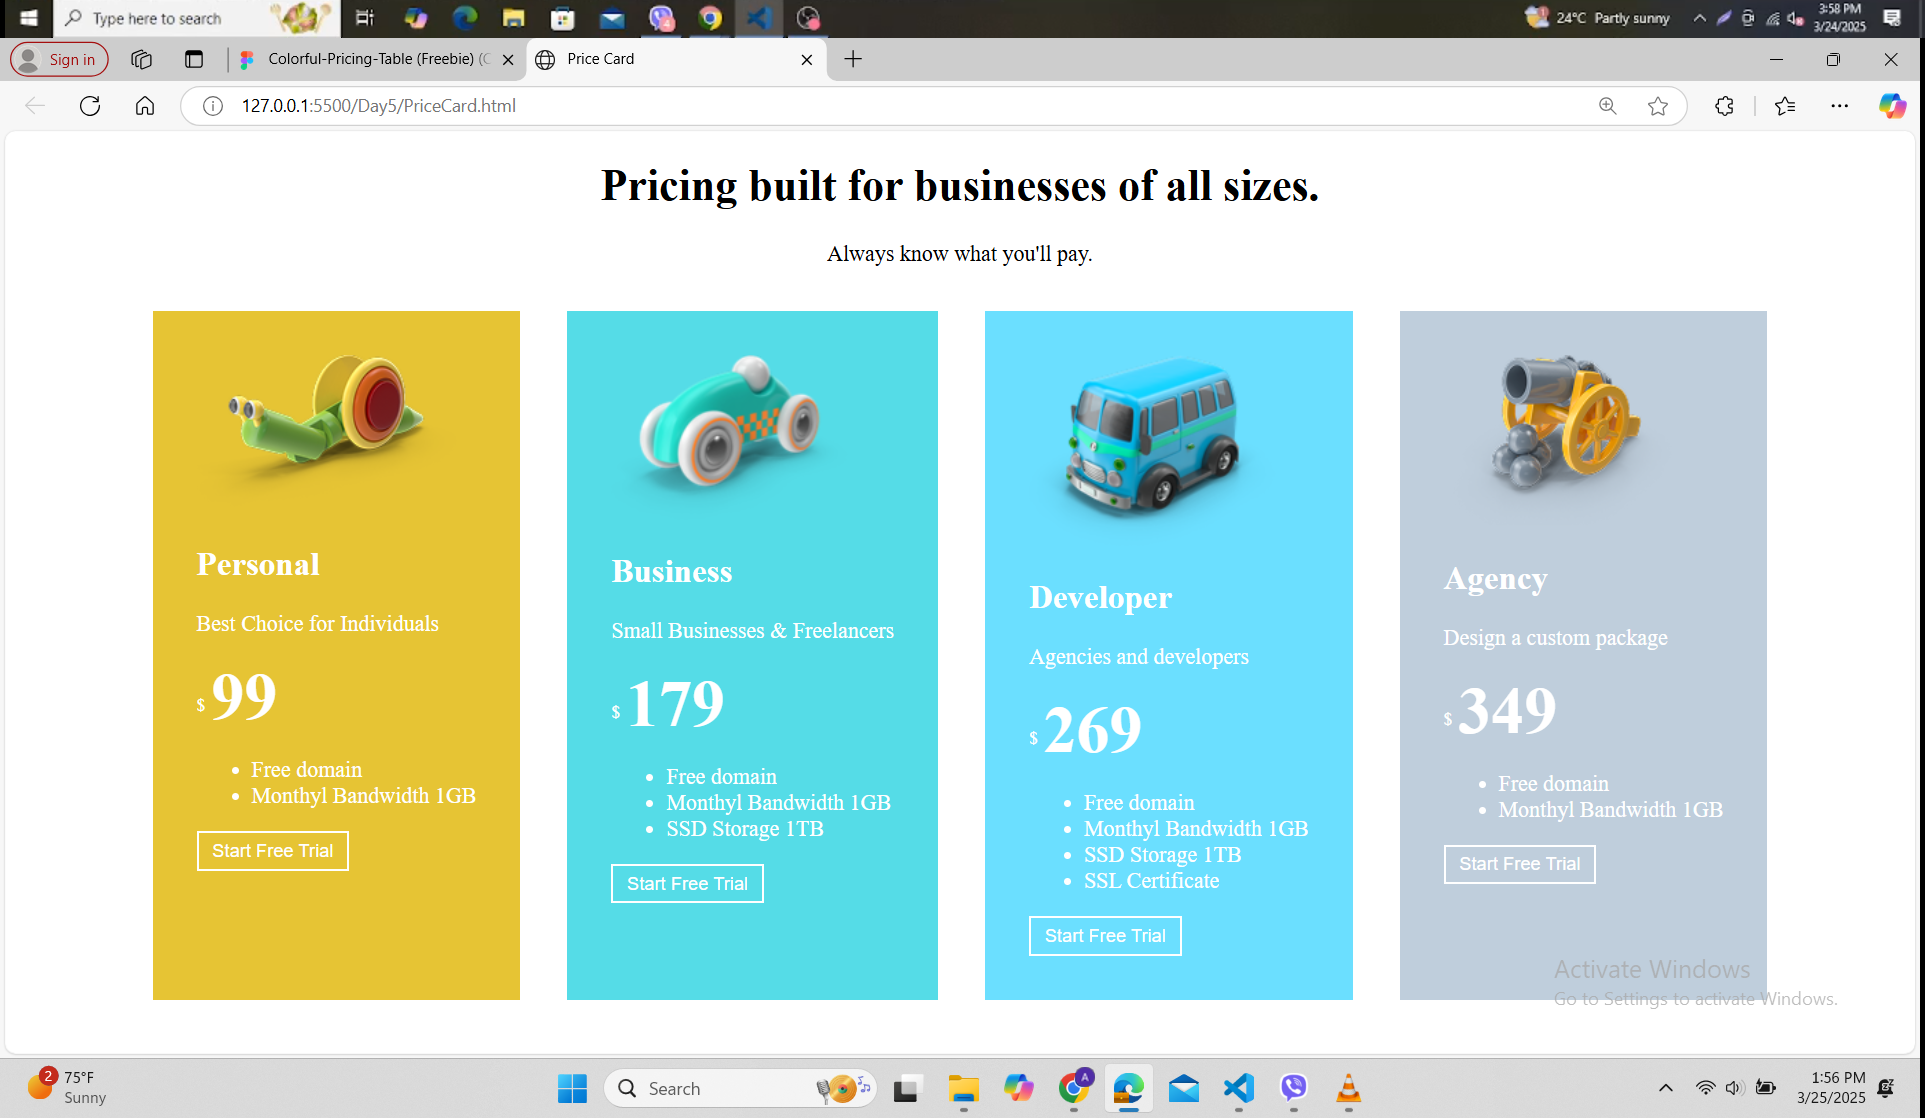 Type here to search
4
24°C Partly sunny
3:58 PM
3/24/2025
Sign in
Colorful-Pricing-Table (Freebie) (C
Price Card
127.0.0.1:5500/Day5/PriceCard.html
Pricing built for businesses of all sizes.
Always know what you'll pay.
Personal
Best Choice for Individuals
$ 99
• Free domain
• Monthyl Bandwidth 1GB
Start Free Trial
Business
Small Businesses & Freelancers
$ 179
• Free domain
• Monthyl Bandwidth 1GB
• SSD Storage 1TB
Start Free Trial
Developer
Agencies and developers
$ 269
• Free domain
• Monthyl Bandwidth 1GB
• SSD Storage 1TB
• SSL Certificate
Start Free Trial
Agency
Design a custom package
$ 349
• Free domain
• Monthyl Bandwidth 1GB
Start Free Trial
Activate Windows
Go to Settings to activate Windows.
2
75°F
Sunny
Search
A
1:56 PM
3/25/2025